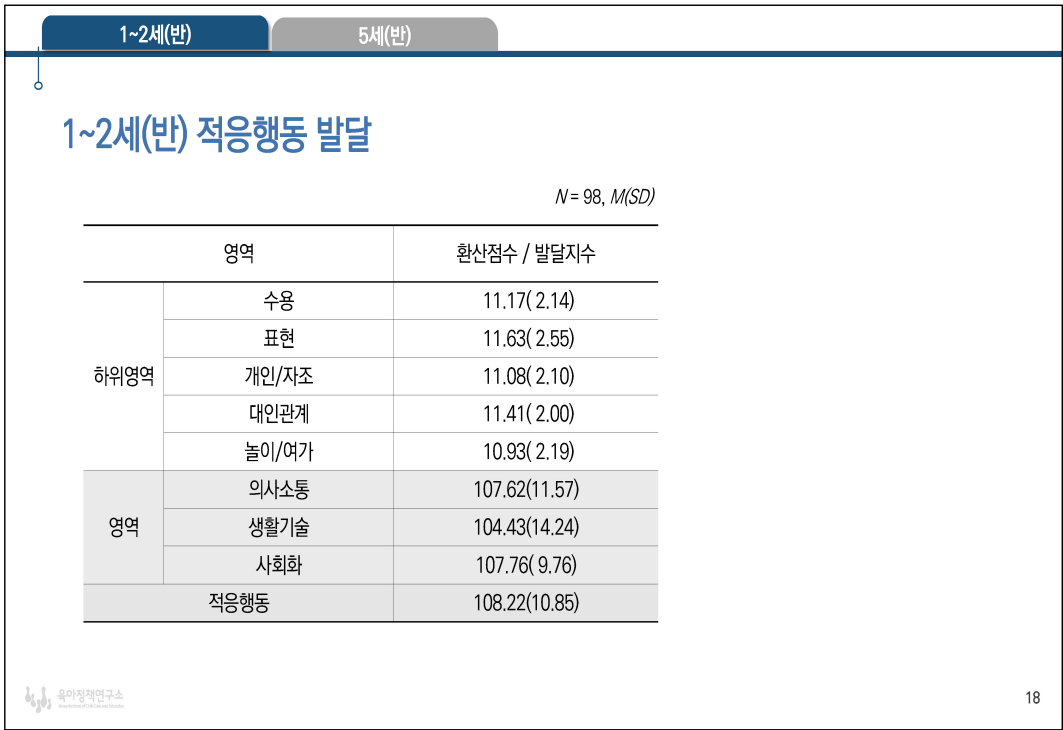 1~2세(반) 5세(반)
1~2세(반) 적응행동 발달
N = 98, M(SD)
영역 환산점수 / 발달지수
하위영역 수용 11.17( 2.14)
표현 11.63( 2.55)
개인/자조 11.08( 2.10)
대인관계 11.41( 2.00)
놀이/여가 10.93( 2.19)
영역 의사소통 107.62(11.57)
생활기술 104.43(14.24)
사회화 107.76( 9.76)
적응행동 108.22(10.85)
육아정책연구소
18